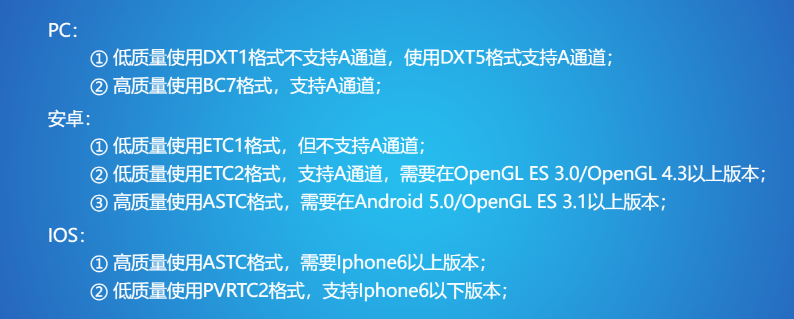 PC：
① 低质量使用DXT1格式不支持A通道，使用DXT5格式支持A通道；
② 高质量使用BC7格式，支持A通道；
安卓：
① 低质量使用ETC1格式，但不支持A通道；
② 低质量使用ETC2格式，支持A通道，需要在OpenGL ES 3.0/OpenGL 4.3以上版本；
③ 高质量使用ASTC格式，需要在Android 5.0/OpenGL ES 3.1以上版本；
IOS：
① 高质量使用ASTC格式，需要Iphone6以上版本；
② 低质量使用PVRTC2格式，支持Iphone6以下版本；